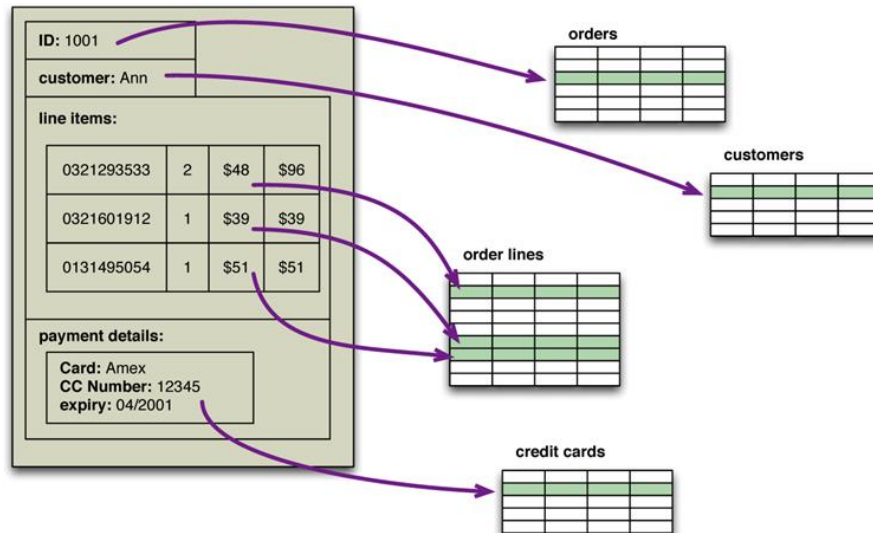 ID: 1001
customer: Ann
line items:
0321293533 2 $48 $96
0321601912 1 $39 $39
0131495054 1 $51 $51
payment details:
Card: Amex
CC Number: 12345
expiry: 04/2001
orders
customers
order lines
credit cards